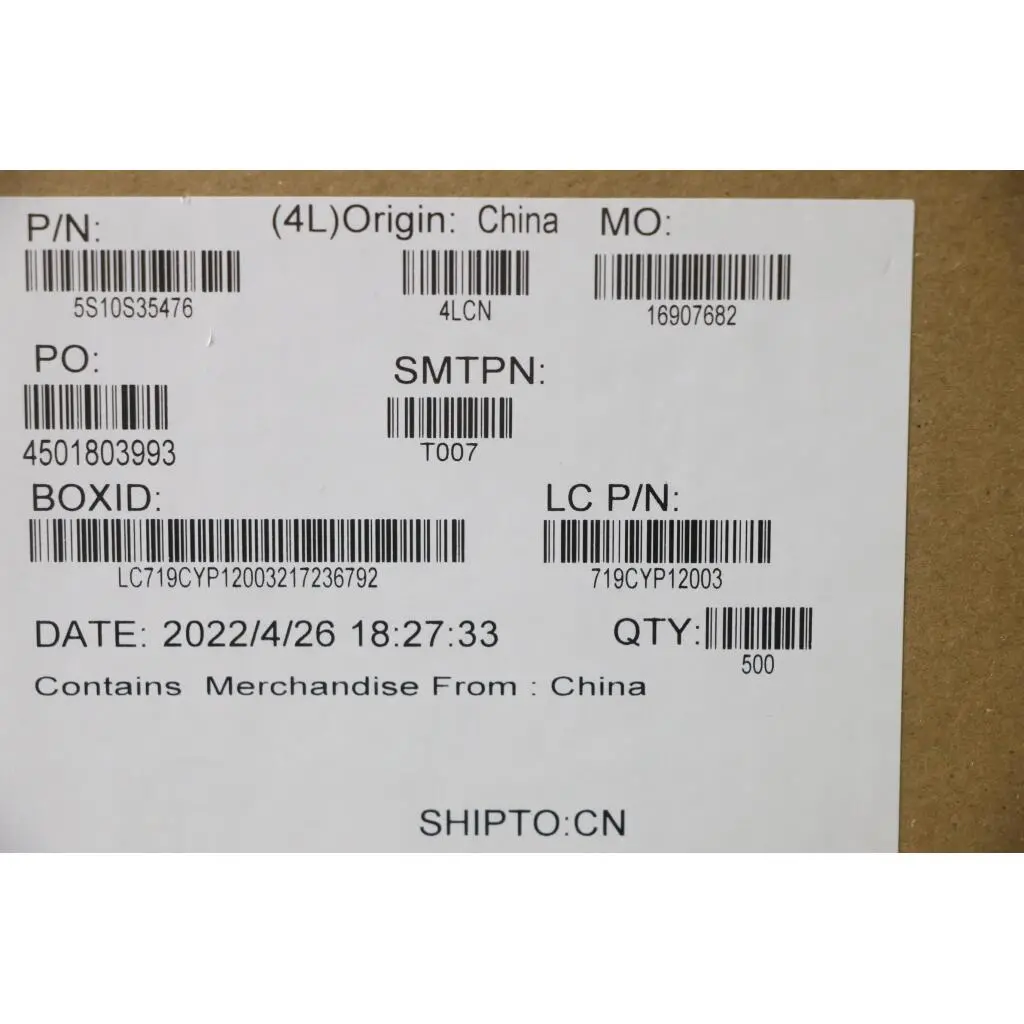 P/N: (4L)Origin: China MO:
5S10S35476 4LCN 16907682
PO: SMTPN:
4501803993 T007
BOXID: LC P/N:
LC719CYP12003217236792 719CYP12003
DATE: 2022/4/26 18:27:33 QTY:
500
Contains Merchandise From : China
SHIPTO:CN